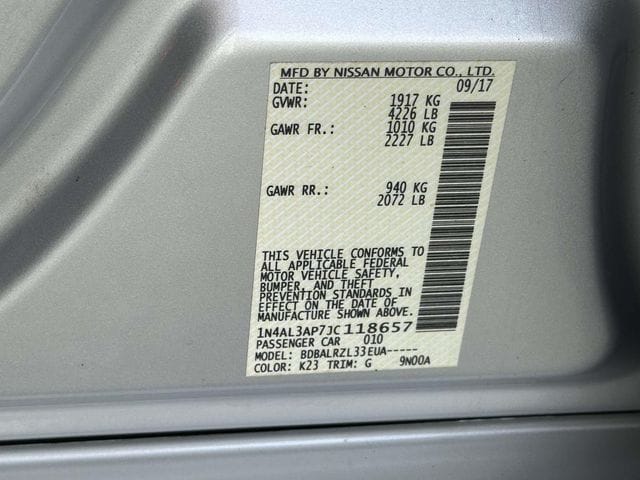 MFD BY NISSAN MOTOR CO., LTD.
DATE: 09/17
GVWR: 1917 KG
4226 LB
GAWR FR.: 1010 KG
2227 LB
GAWR RR.: 940 KG
2072 LB
THIS VEHICLE CONFORMS TO
ALL APPLICABLE FEDERAL
MOTOR VEHICLE SAFETY,
BUMPER, AND THEFT
PREVENTION STANDARDS IN
EFFECT ON THE DATE OF
MANUFACTURE SHOWN ABOVE.
1N4AL3AP7JC118657
PASSENGER CAR 010
MODEL: BDBALRZL33EUA-----
COLOR: K23 TRIM: G 9N00A